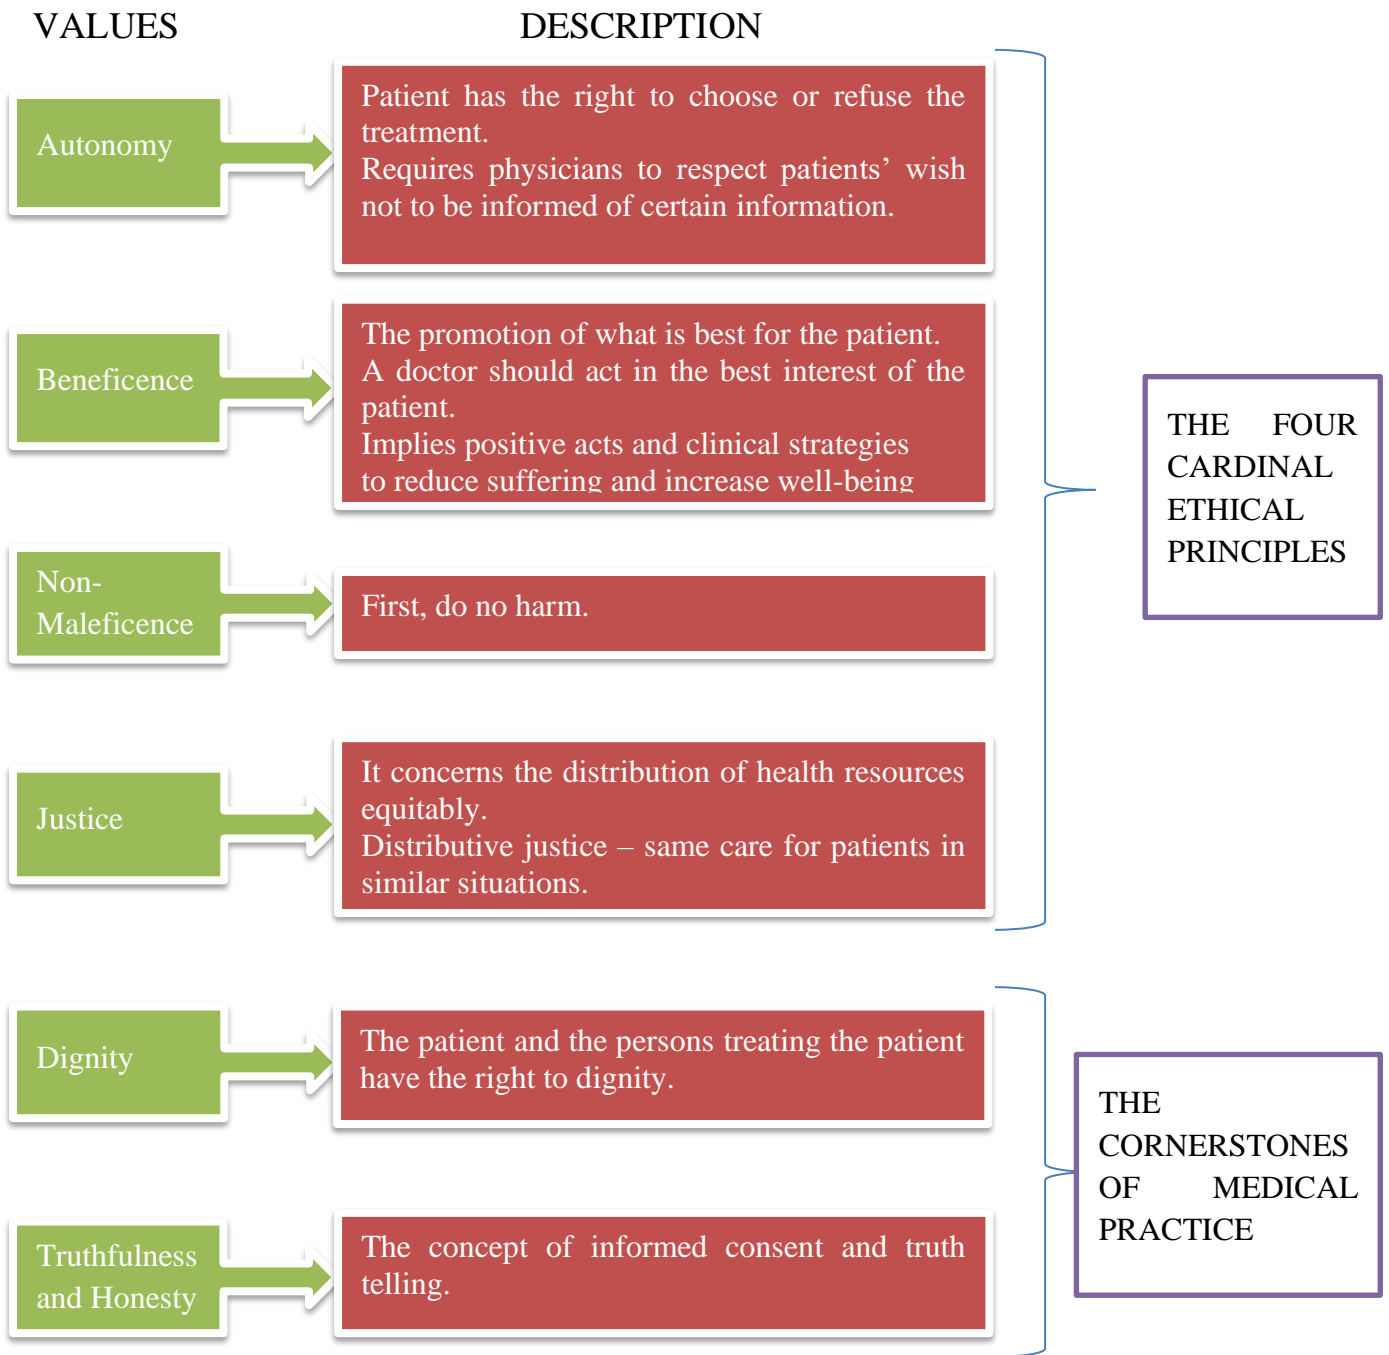 VALUES
DESCRIPTION
Autonomy
Patient has the right to choose or refuse the
treatment.
Requires physicians to respect patients’ wish
not to be informed of certain information.
Beneficence
The promotion of what is best for the patient.
A doctor should act in the best interest of the
patient.
Implies positive acts and clinical strategies
to reduce suffering and increase well-being
Non-
Maleficence
First, do no harm.
Justice
It concerns the distribution of health resources
equitably.
Distributive justice – same care for patients in
similar situations.
THE FOUR
CARDINAL
ETHICAL
PRINCIPLES
Dignity
The patient and the persons treating the patient
have the right to dignity.
Truthfulness
and Honesty
The concept of informed consent and truth
telling.
THE
CORNERSTONES
OF MEDICAL
PRACTICE